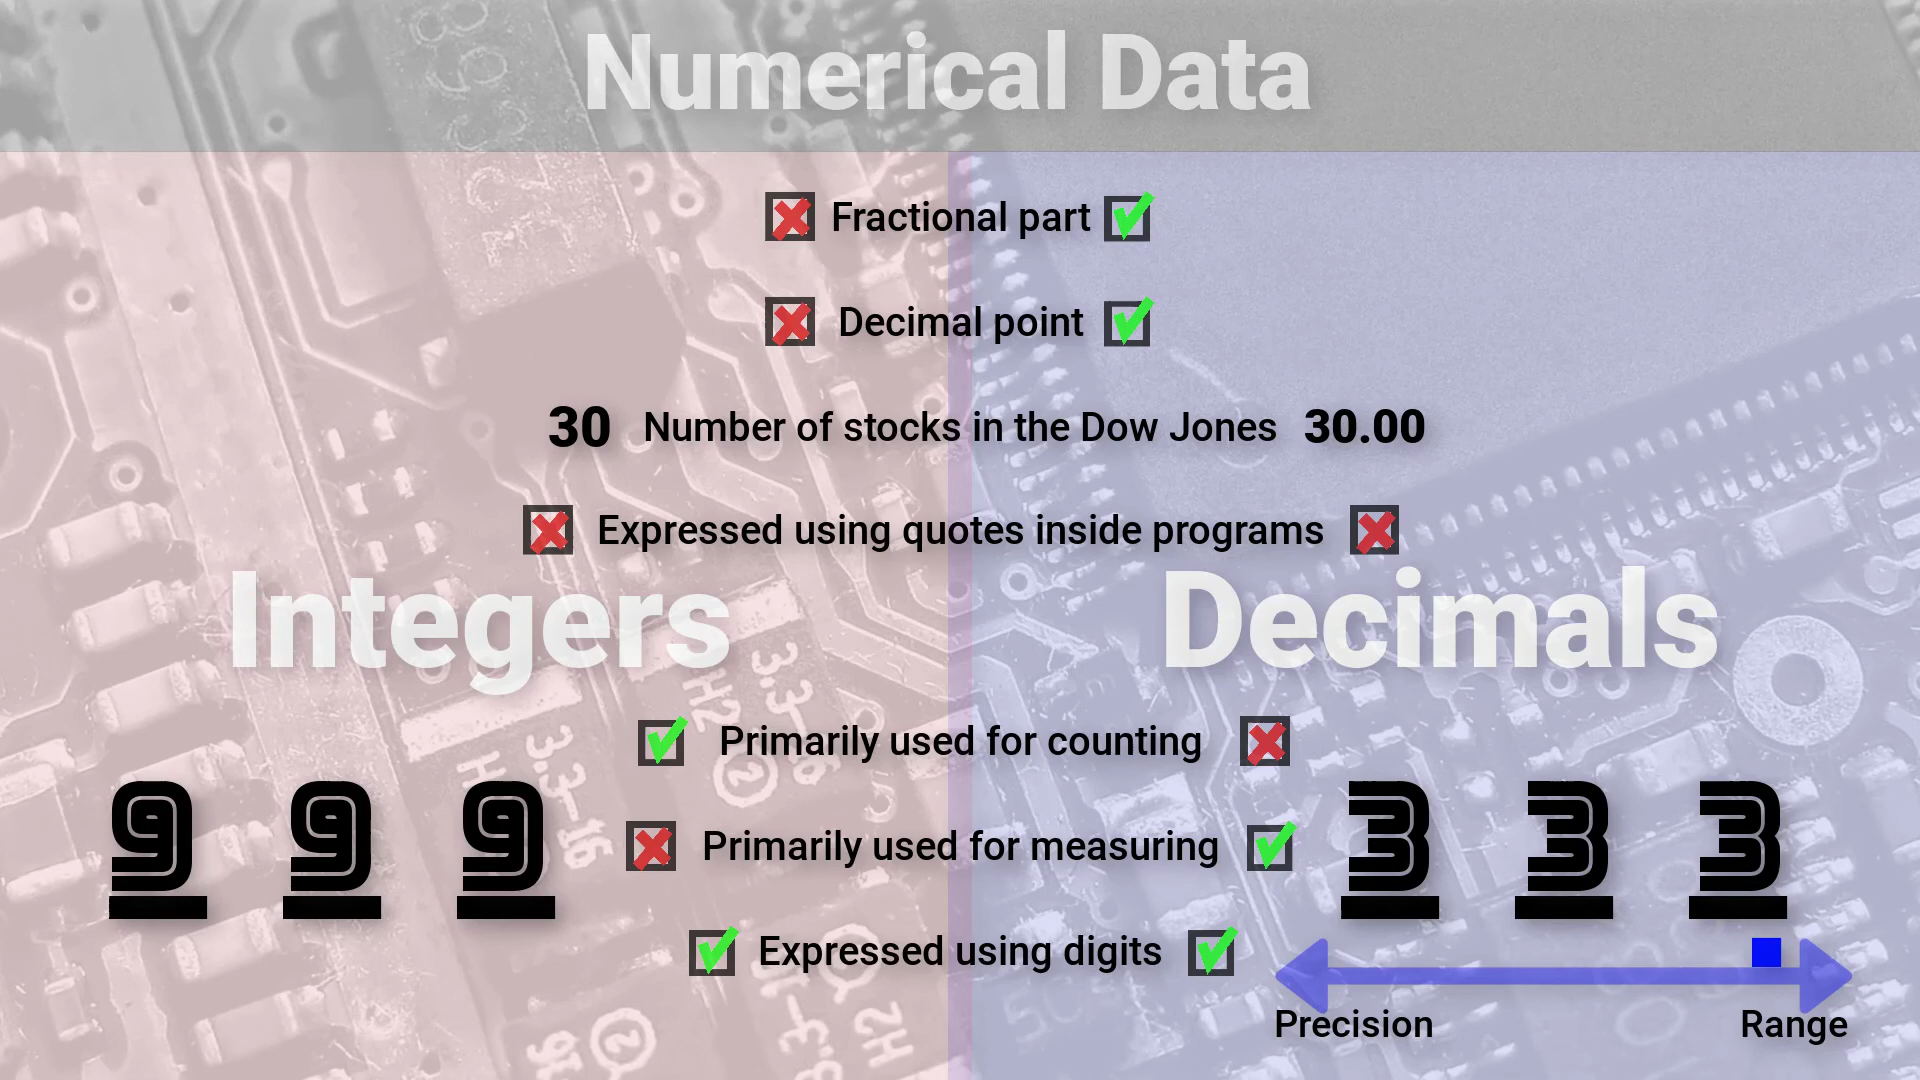 Numerical Data
Fractional part
Decimal point
30 Number of stocks in the Dow Jones 30.00
Expressed using quotes inside programs
Integers Decimals
Primarily used for counting
9 9 9 3 3 3
Primarily used for measuring
Expressed using digits
Precision Range